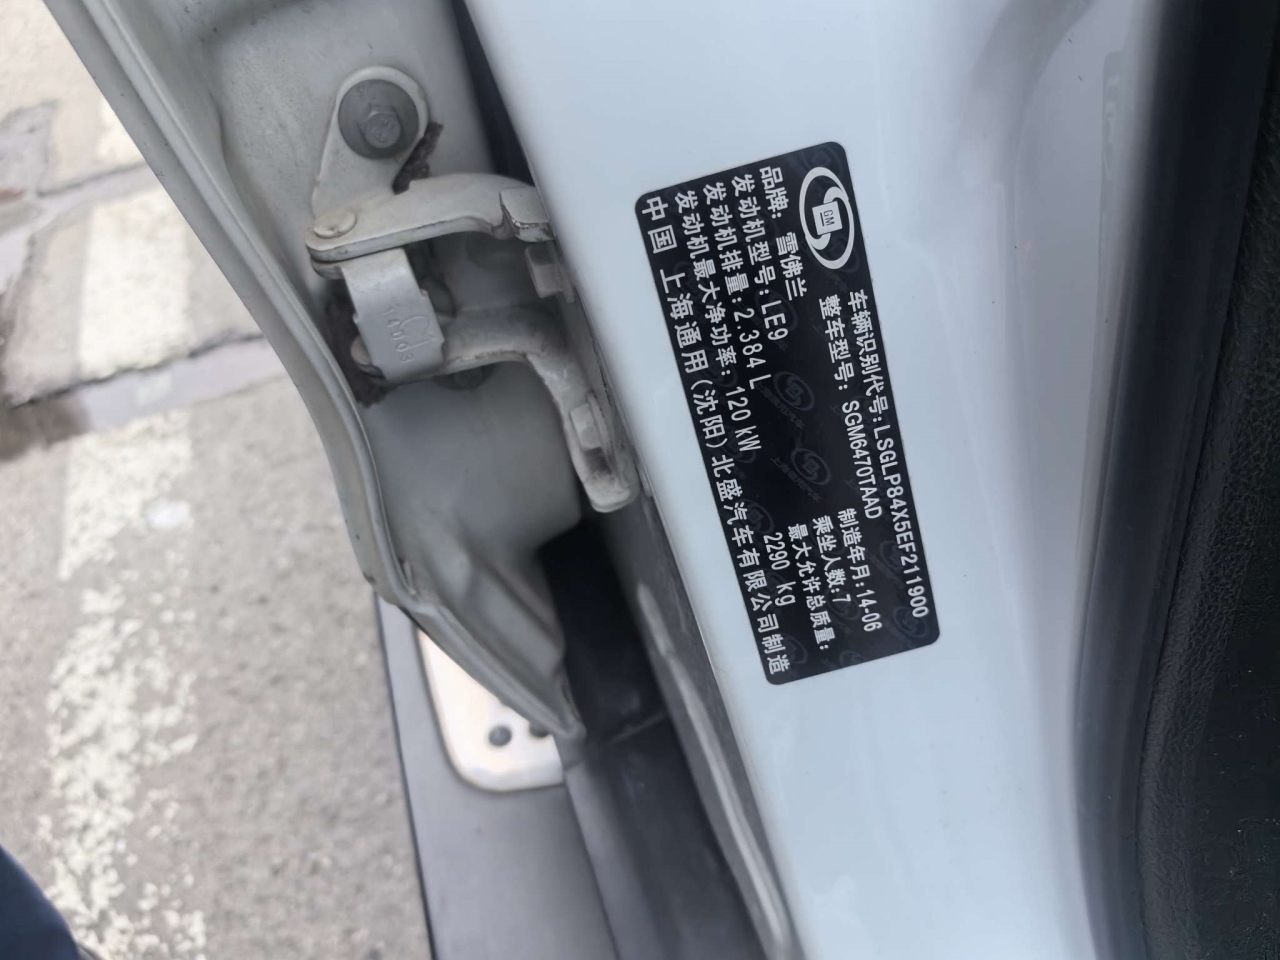 GM
车辆识别代号:LSGLP84X5EF211900
整车型号: SGM6470TAAD
制造年月:14-06
品牌: 雪佛兰
乘坐人数:7
发动机型号:LE9
最大允许总质量:
发动机排量:2.384 L
2290 kg
发动机最大净功率: 120 kW
中国 上海通用(沈阳)北盛汽车有限公司制造
14003